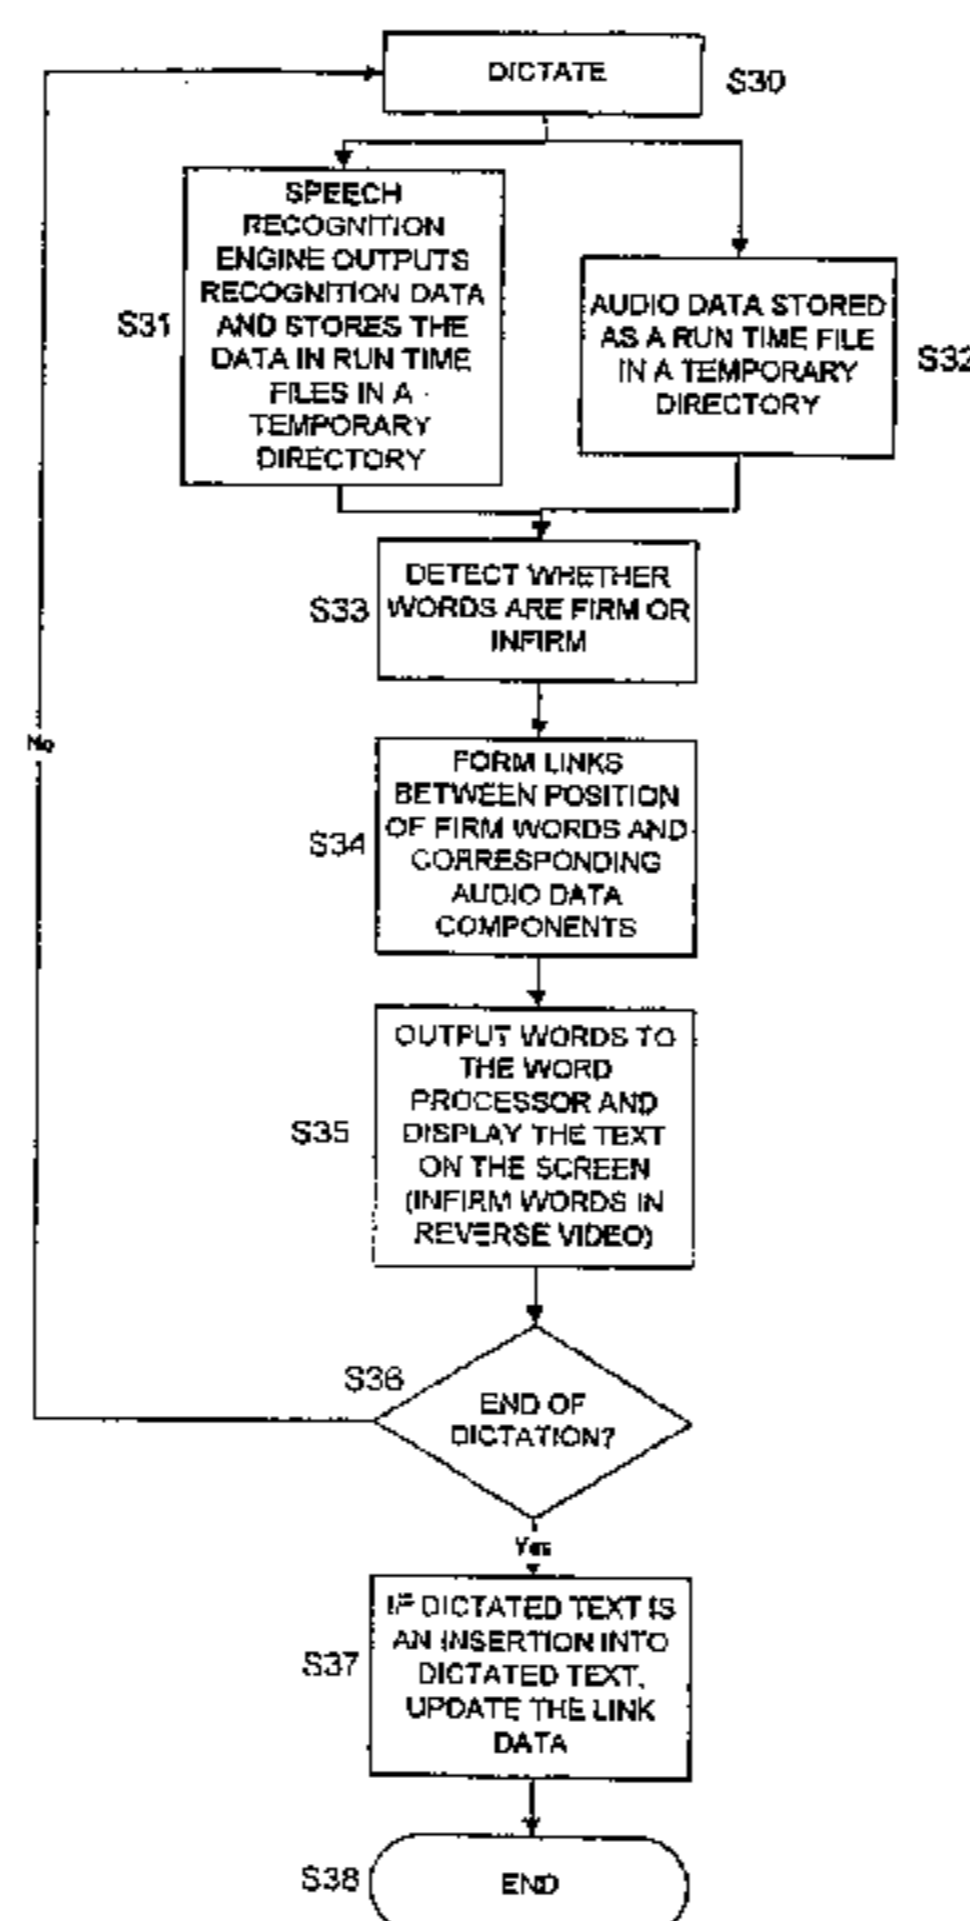 DICTATE
S30
SPEECH
RECOGNITION
ENGINE OUTPUTS
RECOGNITION DATA
AND STORES THE
DATA IN RUN TIME
FILES IN A
TEMPORARY
DIRECTORY
S31
AUDIO DATA STORED
AS A RUN TIME FILE
IN A TEMPORARY
DIRECTORY
S32
DETECT WHETHER
WORDS ARE FIRM OR
INFIRM
S33
FORM LINKS
BETWEEN POSITION
OF FIRM WORDS AND
CORRESPONDING
AUDIO DATA
COMPONENTS
S34
OUTPUT WORDS TO
THE WORD
PROCESSOR AND
DISPLAY THE TEXT
ON THE SCREEN
(INFIRM WORDS IN
REVERSE VIDEO)
S35
S36
END OF
DICTATION?
No
Yes
IF DICTATED TEXT IS
AN INSERTION INTO
DICTATED TEXT,
UPDATE THE LINK
DATA
S37
S38
END